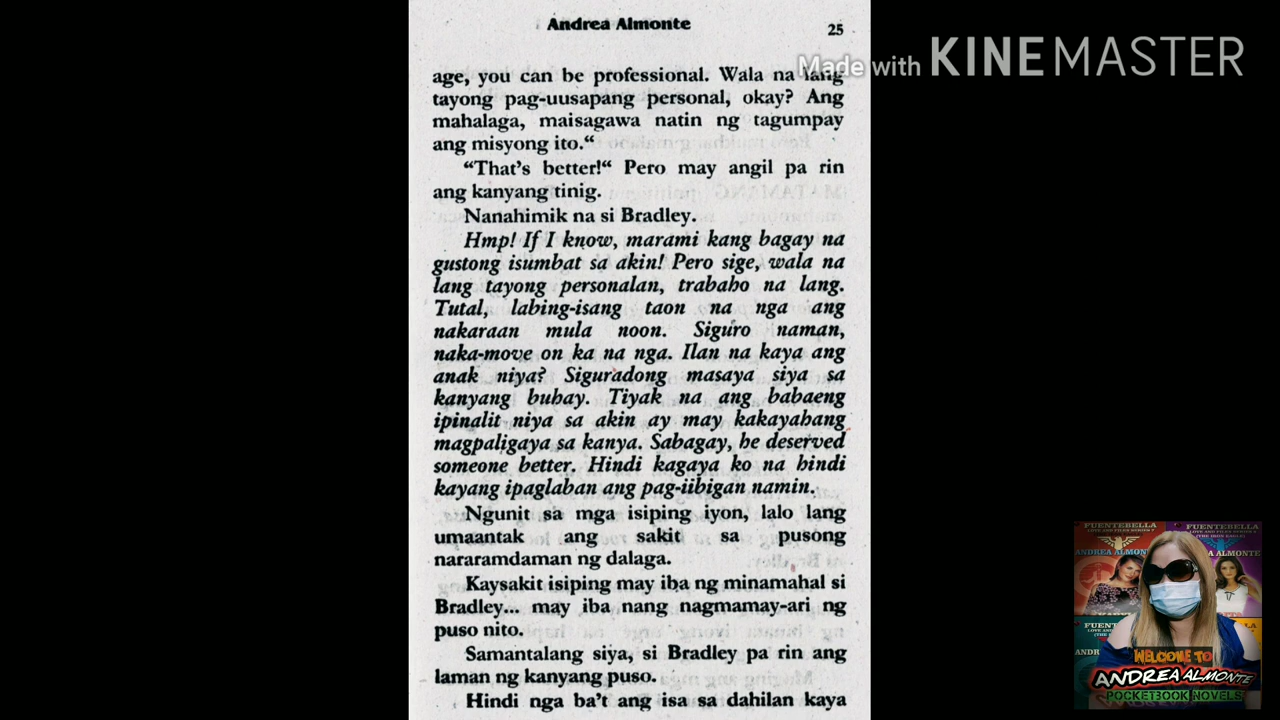 Andrea Almonte
25
Made with KINEMASTER
age, you can be professional. Wala na lang
tayong pag-uusapang personal, okay? Ang
mahalaga, maisagawa natin ng tagumpay
ang misyong ito.“
“That’s better!“ Pero may angil pa rin
ang kanyang tinig.
Nanahimik na si Bradley.
Hmp! If I know, marami kang bagay na
gustong isumbat sa akin! Pero sige, wala na
lang tayong personalan, trabaho na lang.
Tutal, labing-isang taon na nga ang
nakaraan mula noon. Siguro naman,
naka-move on ka na nga. Ilan na kaya ang
anak niya? Siguradong masaya siya sa
kanyang buhay. Tiyak na ang babaeng
ipinalit niya sa akin ay may kakayahang
magpaligaya sa kanya. Sabagay, he deserved
someone better. Hindi kagaya ko na hindi
kayang ipaglaban ang pag-iibigan namin.
Ngunit sa mga isiping iyon, lalo lang
umaantak ang sakit sa pusong
nararamdaman ng dalaga.
Kaysakit isiping may iba ng minamahal si
Bradley... may iba nang nagmamay-ari ng
puso nito.
Samantalang siya, si Bradley pa rin ang
laman ng kanyang puso.
Hindi nga ba’t ang isa sa dahilan kaya
FUENTEBELLA
FUENTEBELLA
ANDREA ALMONTE
WELCOME TO
ANDREA ALMONTE
POCKETBOOK NOVELS